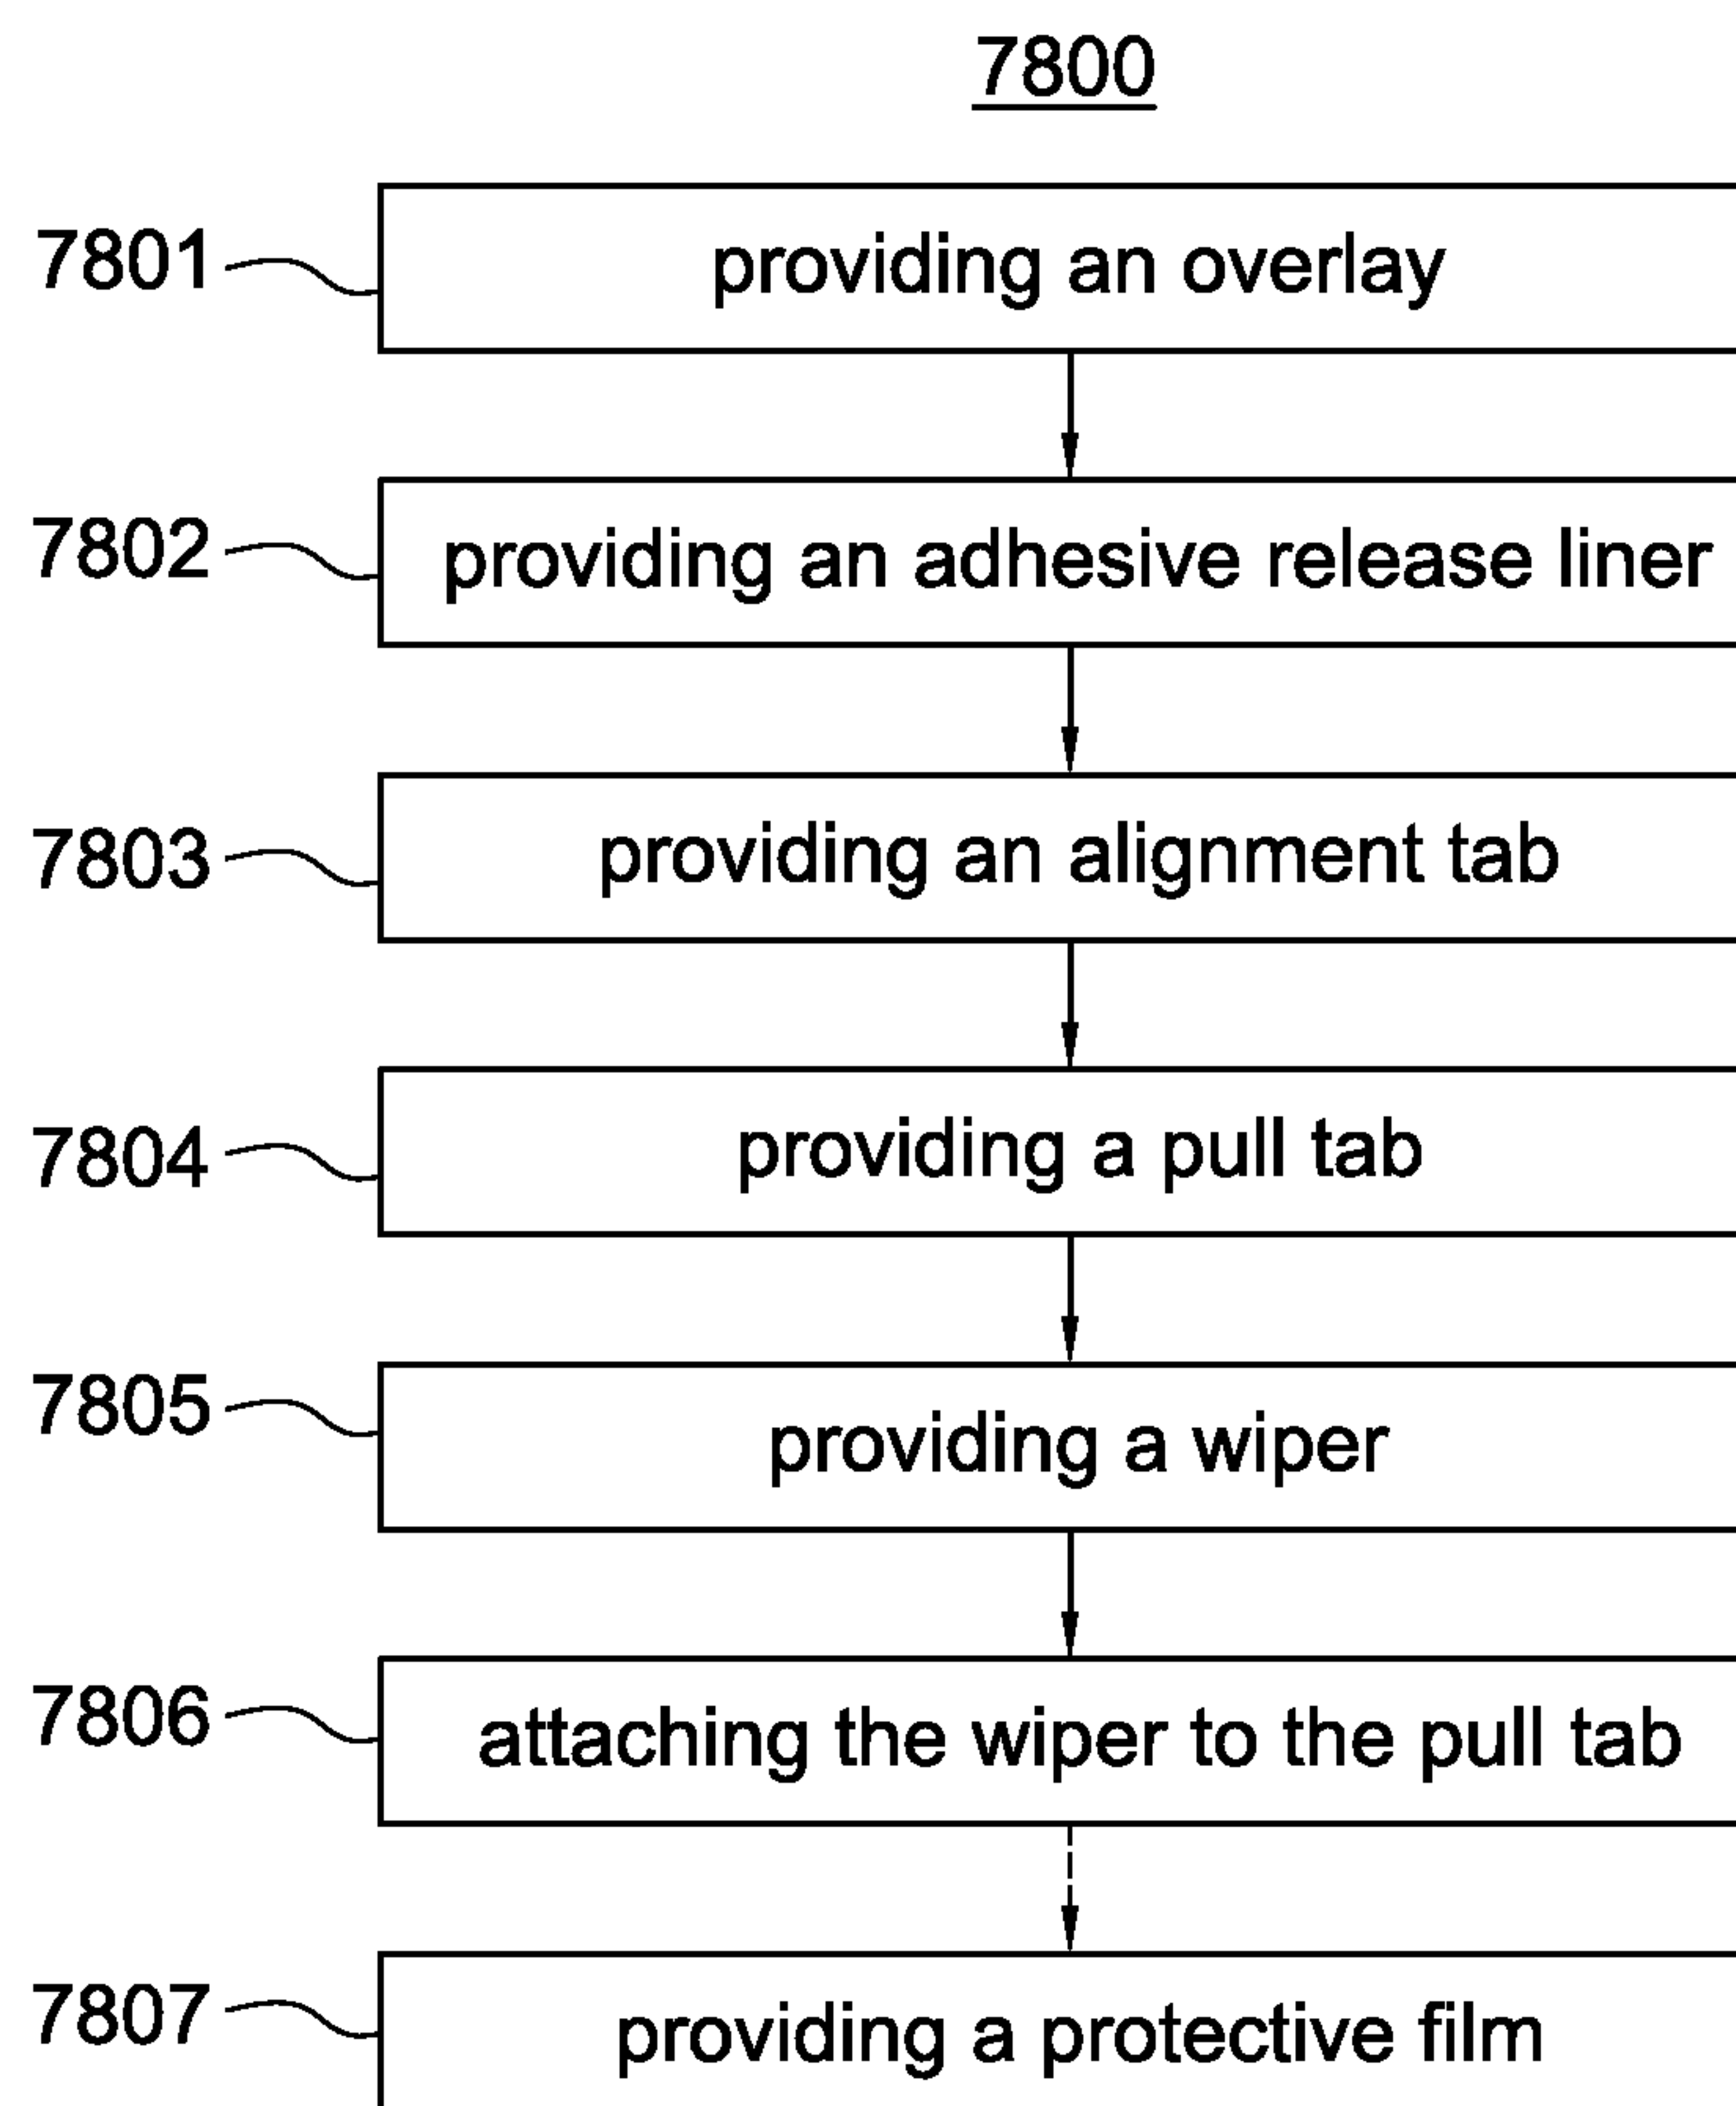 7800
7801 providing an overlay
7802 providing an adhesive release liner
7803 providing an alignment tab
7804 providing a pull tab
7805 providing a wiper
7806 attaching the wiper to the pull tab
7807 providing a protective film